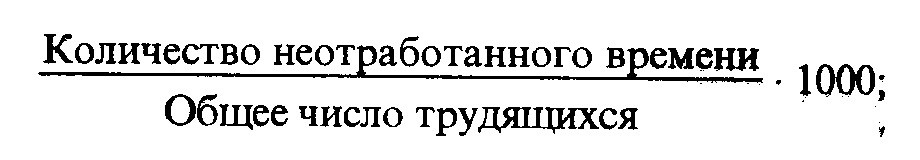 Количество неотработанного времени · 1000;
Общее число трудящихся